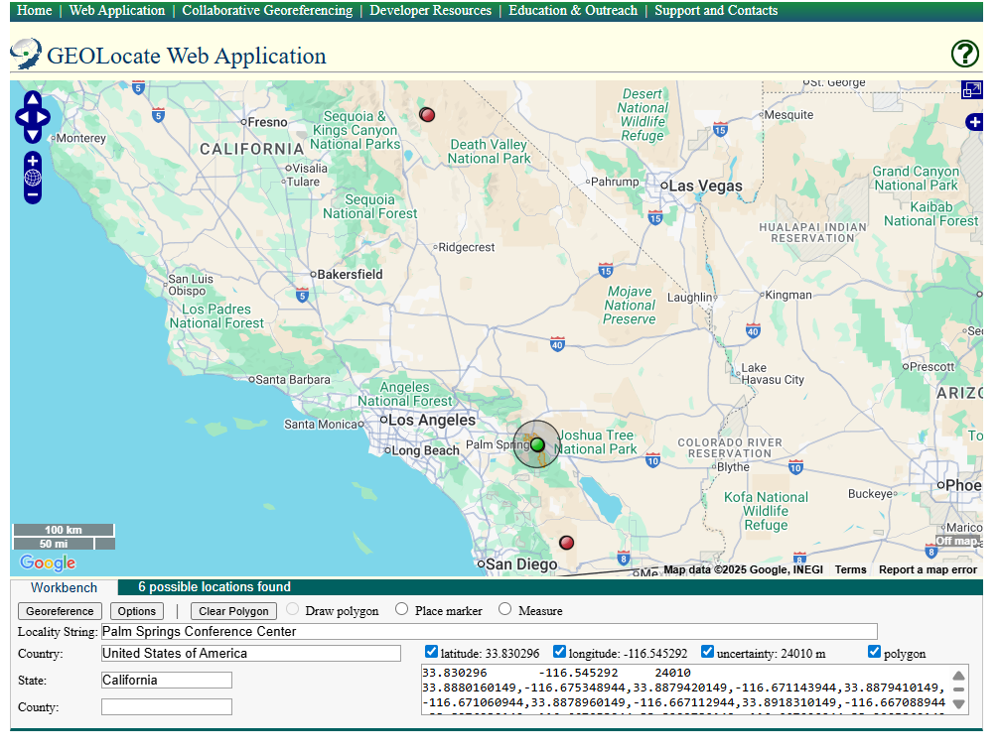 Home | Web Application | Collaborative Georeferencing | Developer Resources | Education & Outreach | Support and Contacts
GEOLocate Web Application
?
5
St. George
Desert
National
Wildlife
Refuge
Mesquite
5
15
Fresno
Sequoia &
Kings Canyon
National Parks
Monterey
CALIFORNIA
Death Valley
National Park
Visalia
Tulare
Grand Canyon
National Park
Pahrump
Las Vegas
Sequoia
National Forest
Kaibab
National Forest
15
HUALAPAI INDIAN
RESERVATION
Ridgecrest
Bakersfield
15
San Luis
Obispo
5
Mojave
National
Preserve
Laughlin
Kingman
Los Padres
National Forest
40
40
Lake
Havasu City
Prescott
Santa Barbara
Angeles
National Forest
ARIZO
Santa Monica
Los Angeles
Joshua Tree
National Park
Palm Spring
Long Beach
COLORADO RIVER
RESERVATION
10
Blythe
10
Kofa National
Wildlife
Refuge
Buckeye
Phoe
Marico
100 km
50 mi
Off map
8
8
8
Google
San Diego
Me
Map data ©2025 Google, INEGI Terms Report a map error
Workbench 6 possible locations found
Georeference Options | Clear Polygon Draw polygon Place marker Measure
Locality String: Palm Springs Conference Center
Country: United States of America latitude: 33.830296 longitude: -116.545292 uncertainty: 24010 m polygon
State: California
County:
33.830296 -116.545292 24010
33.8880160149,-116.675348944,33.8879420149,-116.671143944,33.8879410149,
-116.671060944,33.8878960149,-116.667112944,33.8918310149,-116.667088944